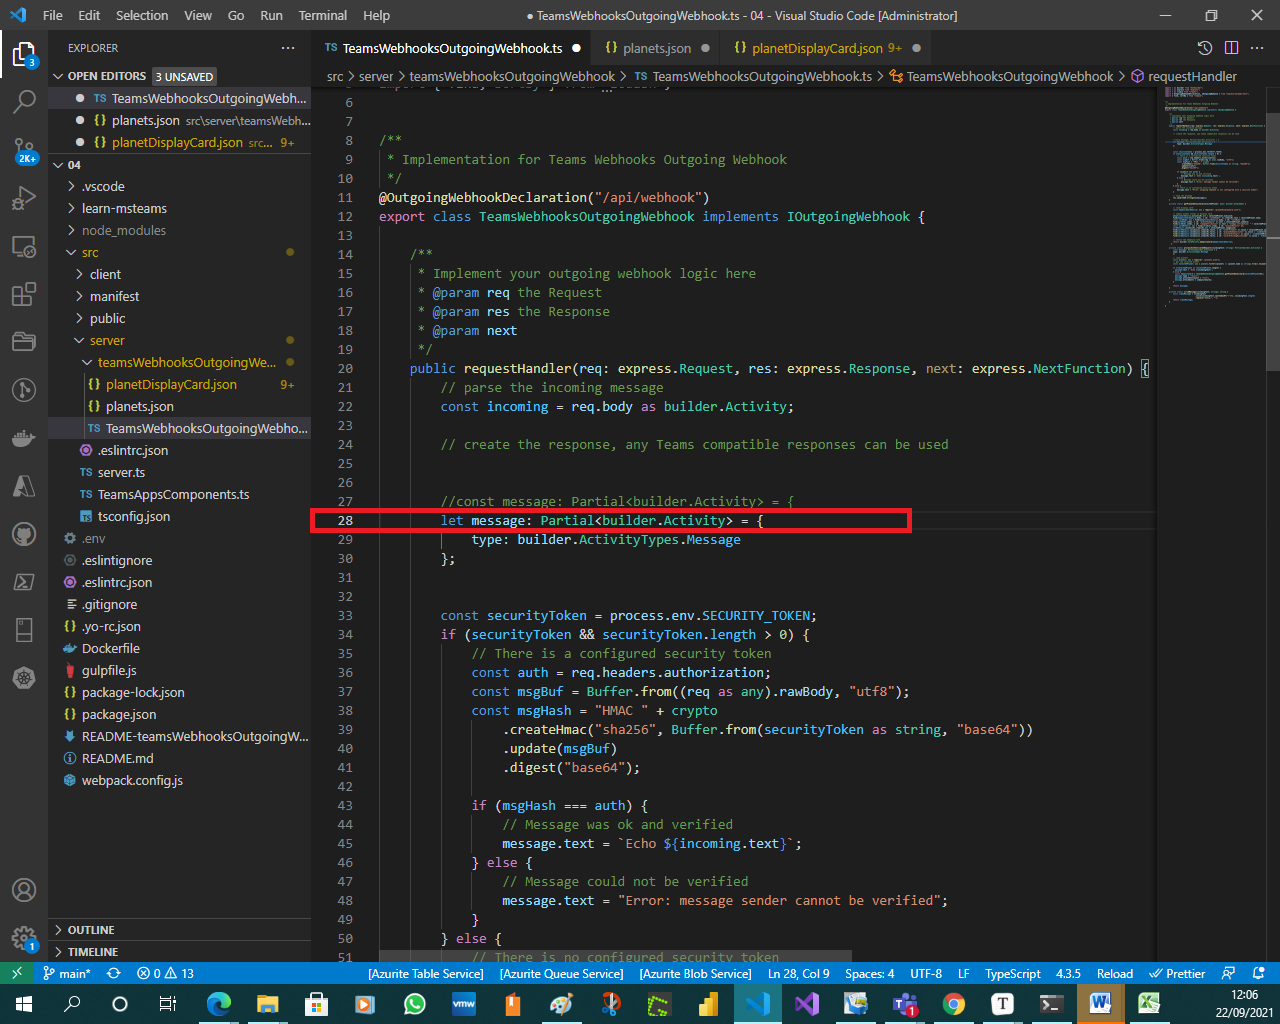 File Edit Selection View Go Run Terminal Help ● TeamsWebhooksOutgoingWebhook.ts - 04 - Visual Studio Code [Administrator]
EXPLORER ···
TS TeamsWebhooksOutgoingWebhook.ts ●
{} planets.json ●
{} planetDisplayCard.json 9+ ●
src > server > teamsWebhooksOutgoingWebhook > TS TeamsWebhooksOutgoingWebhook.ts > TeamsWebhooksOutgoingWebhook > requestHandler
3
2K+
1
OPEN EDITORS 3 UNSAVED
● TS TeamsWebhooksOutgoingWebh...
● {} planets.json src\server\teamsWebh...
● {} planetDisplayCard.json src... 9+
04
.vscode
learn-msteams
node_modules
src
client
manifest
public
server
teamsWebhooksOutgoingWe...
{} planetDisplayCard.json 9+
{} planets.json
TS TeamsWebhooksOutgoingWebho...
.eslintrc.json
TS server.ts
TS TeamsAppsComponents.ts
TS tsconfig.json
.env
.eslintignore
.eslintrc.json
.gitignore
{} .yo-rc.json
Dockerfile
gulpfile.js
{} package-lock.json
{} package.json
README-teamsWebhooksOutgoingW...
README.md
webpack.config.js
OUTLINE
TIMELINE
6
7
8 /**
9 * Implementation for Teams Webhooks Outgoing Webhook
10 */
11 @OutgoingWebhookDeclaration("/api/webhook")
12 export class TeamsWebhooksOutgoingWebhook implements IOutgoingWebhook {
13
14 /**
15 * Implement your outgoing webhook logic here
16 * @param req the Request
17 * @param res the Response
18 * @param next
19 */
20 public requestHandler(req: express.Request, res: express.Response, next: express.NextFunction) {
21 // parse the incoming message
22 const incoming = req.body as builder.Activity;
23
24 // create the response, any Teams compatible responses can be used
25
26
27 //const message: Partial<builder.Activity> = {
28 let message: Partial<builder.Activity> = {
29 type: builder.ActivityTypes.Message
30 };
31
32
33 const securityToken = process.env.SECURITY_TOKEN;
34 if (securityToken && securityToken.length > 0) {
35 // There is a configured security token
36 const auth = req.headers.authorization;
37 const msgBuf = Buffer.from((req as any).rawBody, "utf8");
38 const msgHash = "HMAC " + crypto
39 .createHmac("sha256", Buffer.from(securityToken as string, "base64"))
40 .update(msgBuf)
41 .digest("base64");
42
43 if (msgHash === auth) {
44 // Message was ok and verified
45 message.text = `Echo ${incoming.text}`;
46 } else {
47 // Message could not be verified
48 message.text = "Error: message sender cannot be verified";
49 }
50 } else {
51 // There is no configured security token
main* 0 13 [Azurite Table Service] [Azurite Queue Service] [Azurite Blob Service] Ln 28, Col 9 Spaces: 4 UTF-8 LF TypeScript 4.3.5 Reload Prettier
vmw T 1 W X
12:06
22/09/2021